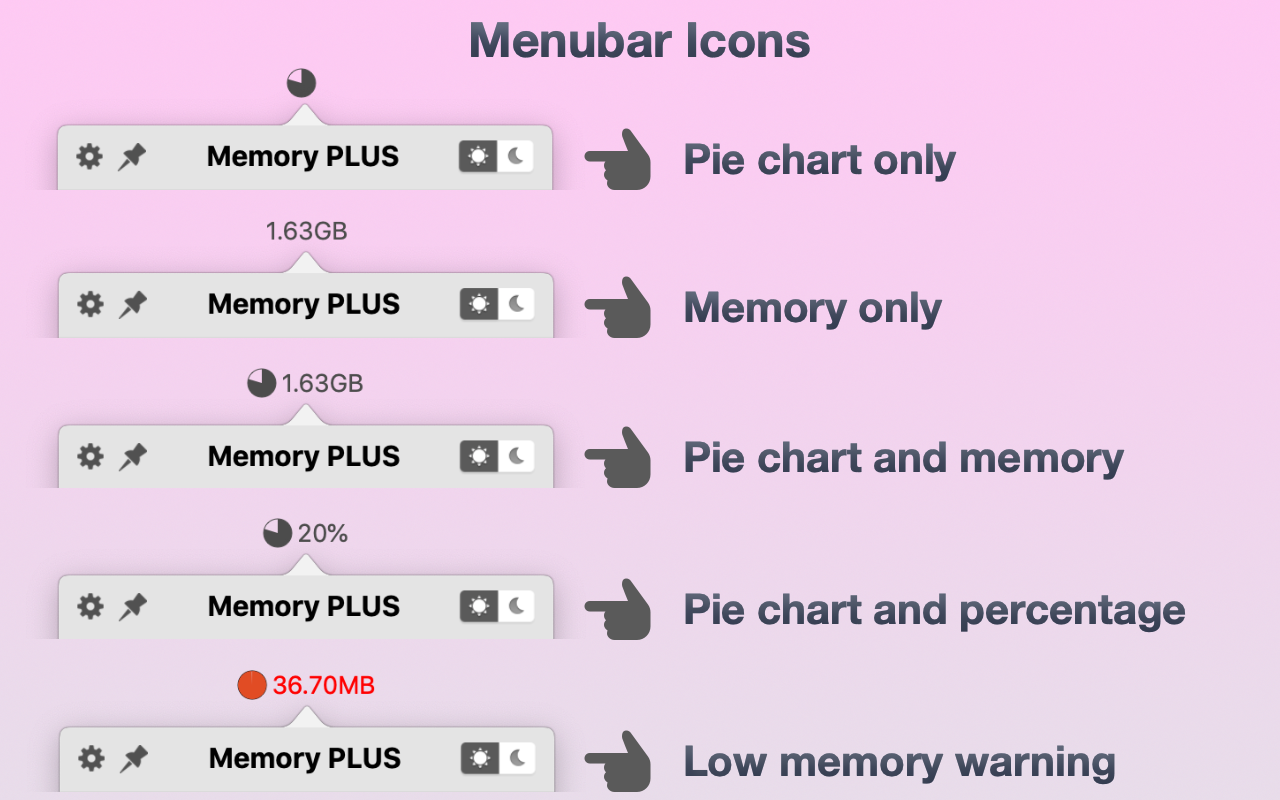 Menubar Icons
Memory PLUS
Pie chart only
1.63GB
Memory PLUS
Memory only
1.63GB
Memory PLUS
Pie chart and memory
20%
Memory PLUS
Pie chart and percentage
36.70MB
Memory PLUS
Low memory warning